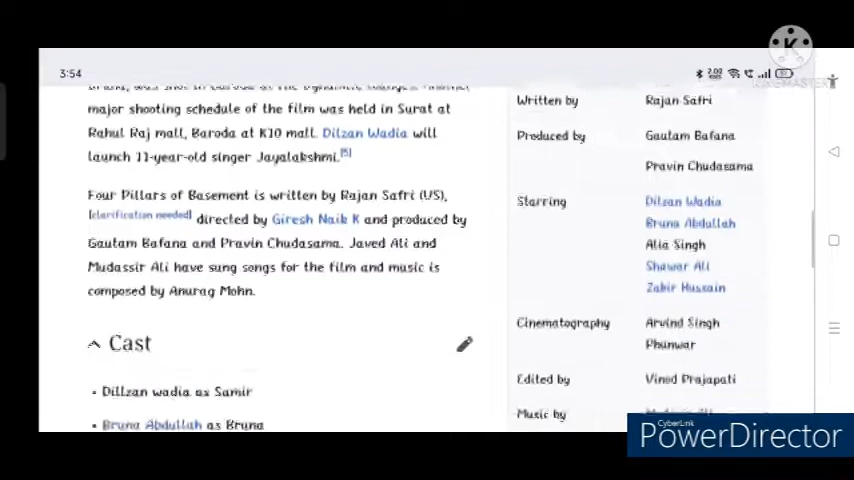 3:54
major shooting schedule of the film was held in Surat at
Rahul Raj mall, Baroda at K10 mall. Dilzan Wadia will
launch 11-year-old singer Jayalakshmi.[5]
Four Pillars of Basement is written by Rajan Safri (US),
[clarification needed] directed by Giresh Naik K and produced by
Gautam Bafana and Pravin Chudasama. Javed Ali and
Mudassir Ali have sung songs for the film and music is
composed by Anurag Mohn.
Cast
• Dillzan wadia as Samir
• Bruna Abdullah as Bruna
Written by Rajan Safri
Produced by Gautam Bafana
Pravin Chudasama
Starring Dilzan Wadia
Bruna Abdullah
Alia Singh
Shawar Ali
Zakir Hussain
Cinematography Arvind Singh
Phunwar
Edited by Vinod Prajapati
Music by
K
KINEMASTER
CyberLink
PowerDirector